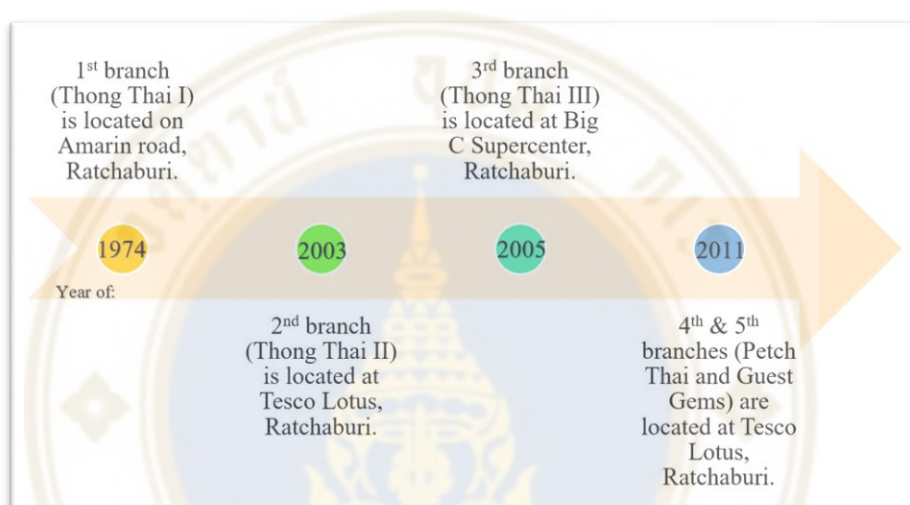 1st branch
(Thong Thai I)
is located on
Amarin road,
Ratchaburi.
3rd branch
(Thong Thai III)
is located at Big
C Supercenter,
Ratchaburi.
1974
2003
2005
2011
Year of:
2nd branch
(Thong Thai II)
is located at
Tesco Lotus,
Ratchaburi.
4th & 5th
branches (Petch
Thai and Guest
Gems) are
located at Tesco
Lotus,
Ratchaburi.